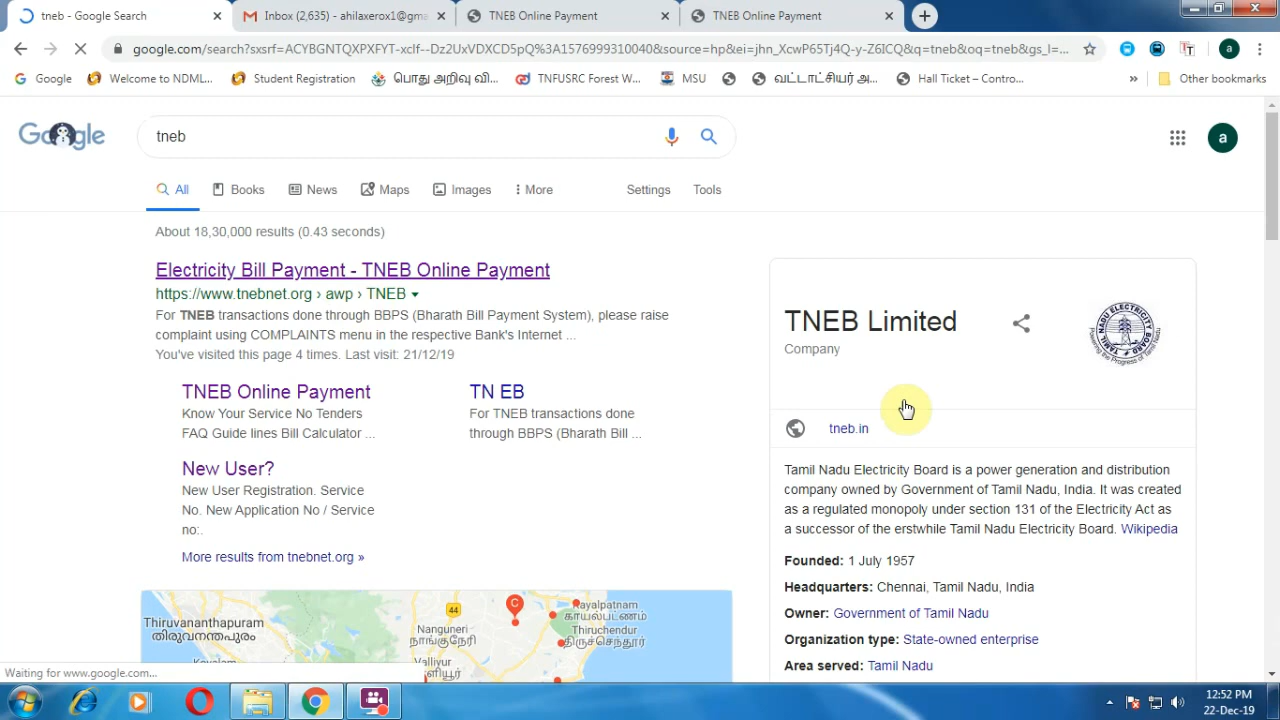 tneb - Google Search
Inbox (2,635) - ahilaxerox1@gma
TNEB Online Payment
TNEB Online Payment
google.com/search?sxsrf=ACYBGNTQXPXFYT-xclf--Dz2UxVDXCD5pQ%3A1576999310040&source=hp&ei=jhn_XcwP65Tj4Q-y-Z6ICQ&q=tneb&oq=tneb&gs_l=...
Google
Welcome to NDML...
Student Registration
பொது அறிவு வி...
TNFUSRC Forest W...
MSU
வட்டாட்சியர் அ...
Hall Ticket – Contro...
»
Other bookmarks
Google
tneb
a
All
Books
News
Maps
Images
More
Settings
Tools
About 18,30,000 results (0.43 seconds)
Electricity Bill Payment - TNEB Online Payment
https://www.tnebnet.org › awp › TNEB
For TNEB transactions done through BBPS (Bharath Bill Payment System), please raise
complaint using COMPLAINTS menu in the respective Bank's Internet ...
You've visited this page 4 times. Last visit: 21/12/19
TNEB Online Payment
Know Your Service No Tenders
FAQ Guide lines Bill Calculator ...
TN EB
For TNEB transactions done
through BBPS (Bharath Bill ...
New User?
New User Registration. Service
No. New Application No / Service
no:.
More results from tnebnet.org »
Thiruvananthapuram
திருவனந்தபுரம்
44
Nanguneri
நாங்குநேரி
Valliyur
C
Kayalpatnam
காயல்பட்டணம்
Thiruchendur
திருச்செந்தூர்
TNEB Limited
Company
tneb.in
Tamil Nadu Electricity Board is a power generation and distribution
company owned by Government of Tamil Nadu, India. It was created
as a regulated monopoly under section 131 of the Electricity Act as
a successor of the erstwhile Tamil Nadu Electricity Board. Wikipedia
Founded: 1 July 1957
Headquarters: Chennai, Tamil Nadu, India
Owner: Government of Tamil Nadu
Organization type: State-owned enterprise
Area served: Tamil Nadu
Waiting for www.google.com...
12:52 PM
22-Dec-19